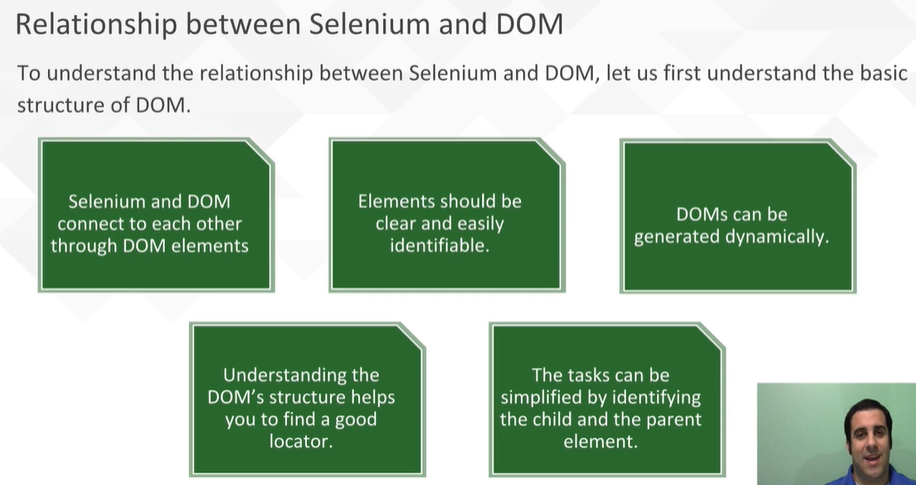 Relationship between Selenium and DOM
To understand the relationship between Selenium and DOM, let us first understand the basic
structure of DOM.
Selenium and DOM
connect to each other
through DOM elements
Elements should be
clear and easily
identifiable.
DOMs can be
generated dynamically.
Understanding the
DOM’s structure helps
you to find a good
locator.
The tasks can be
simplified by identifying
the child and the parent
element.